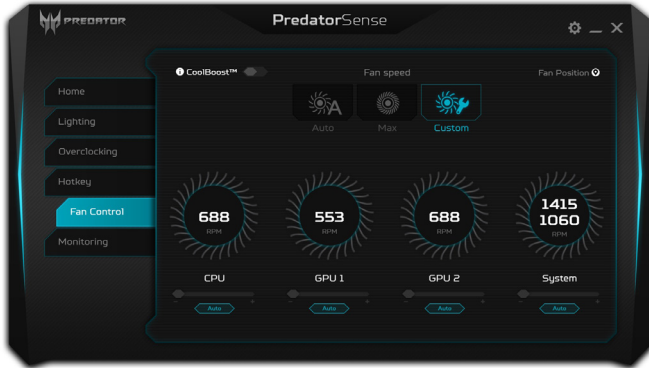 PREDATOR
PredatorSense
CoolBoost™
Fan speed
Fan Position
Home
Lighting
Overclocking
Hotkey
Fan Control
Monitoring
A
Auto
Max
Custom
688
RPM
553
RPM
688
RPM
1415
1060
RPM
CPU
GPU 1
GPU 2
System
- +
- +
- +
- +
Auto
Auto
Auto
Auto